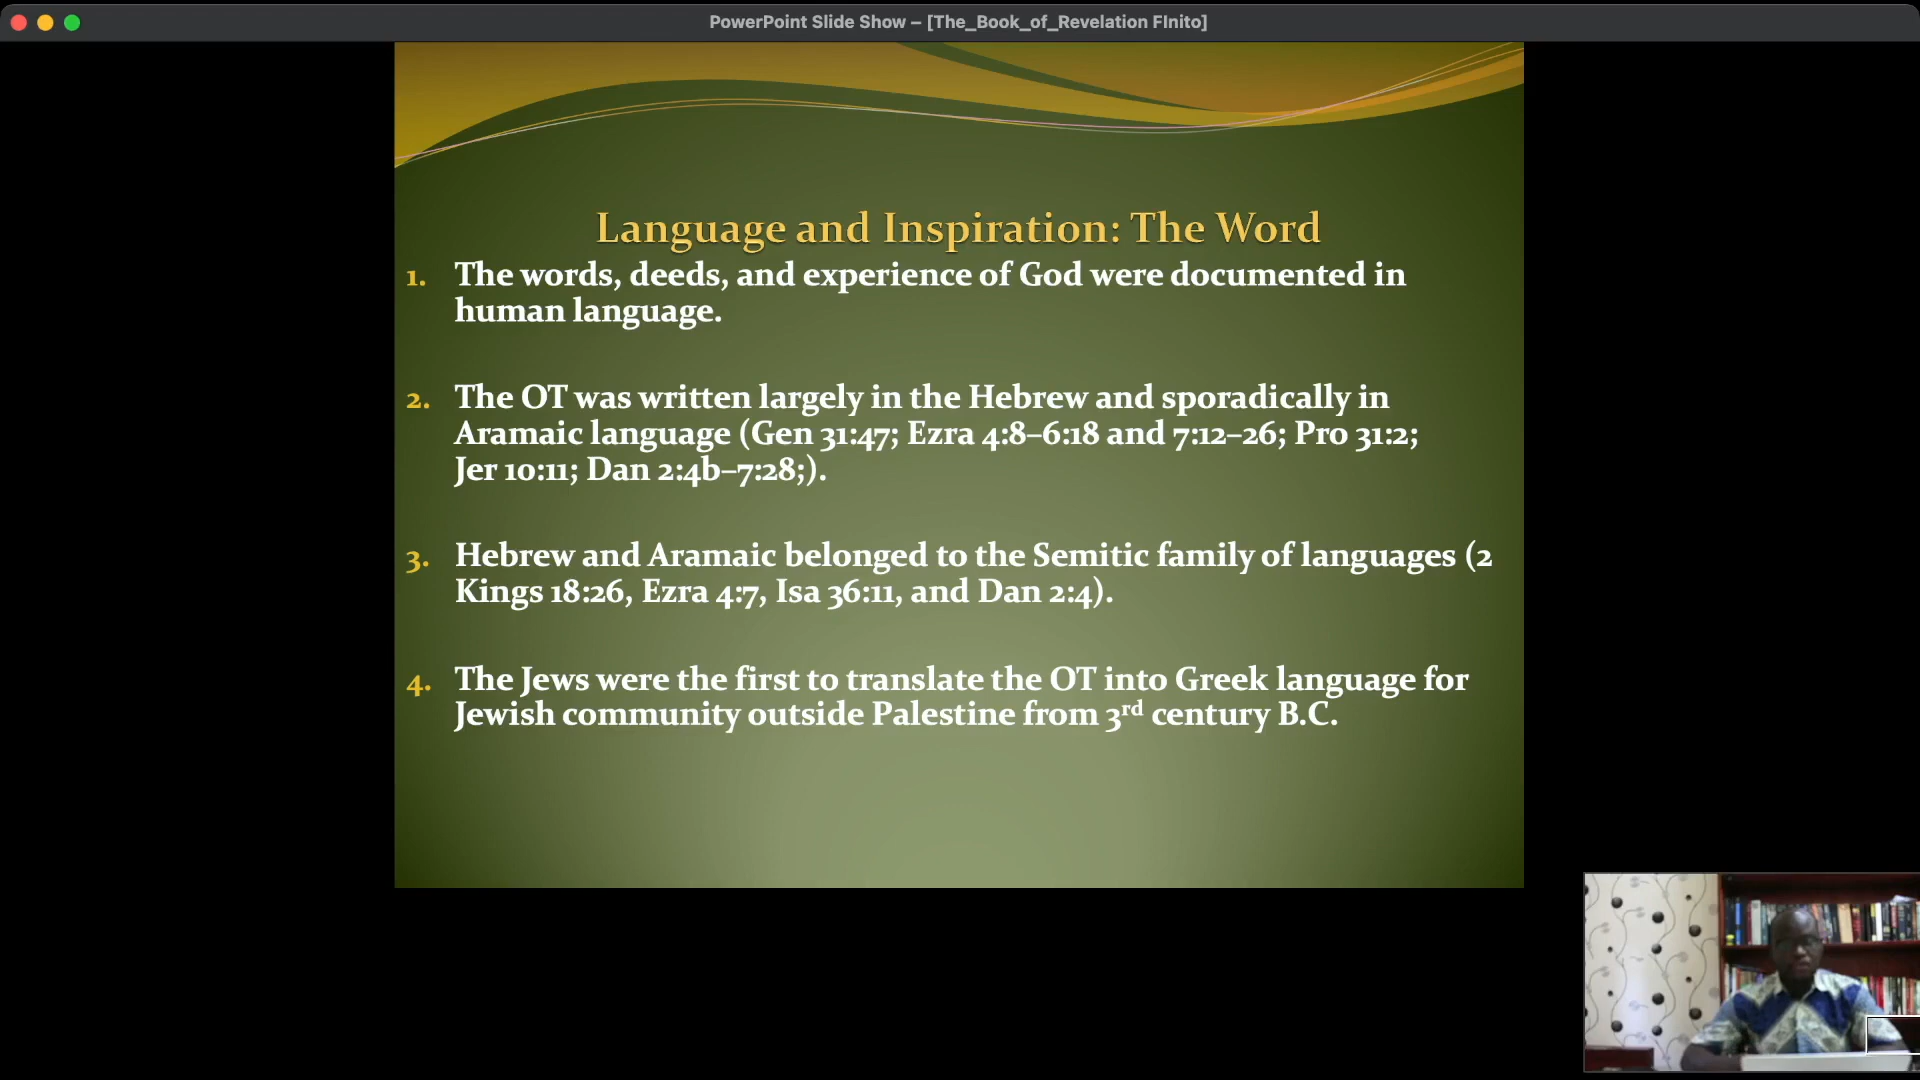 PowerPoint Slide Show – [The_Book_of_Revelation FInito]
Language and Inspiration: The Word
1. The words, deeds, and experience of God were documented in
human language.
2. The OT was written largely in the Hebrew and sporadically in
Aramaic language (Gen 31:47; Ezra 4:8–6:18 and 7:12–26; Pro 31:2;
Jer 10:11; Dan 2:4b–7:28;).
3. Hebrew and Aramaic belonged to the Semitic family of languages (2
Kings 18:26, Ezra 4:7, Isa 36:11, and Dan 2:4).
4. The Jews were the first to translate the OT into Greek language for
Jewish community outside Palestine from 3rd century B.C.